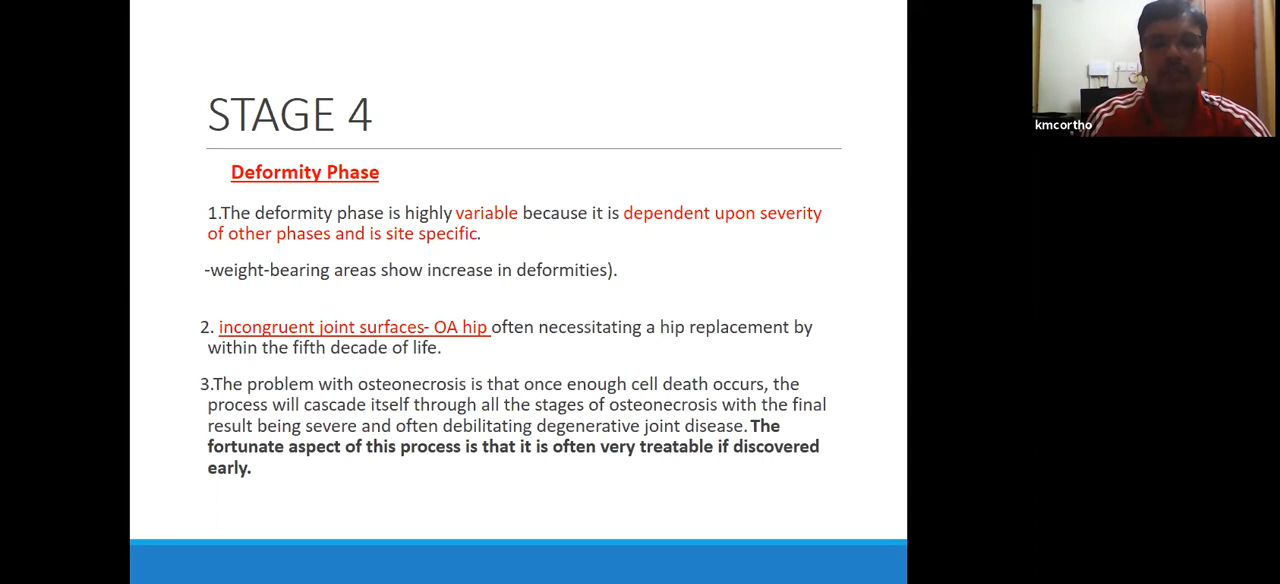 STAGE 4
Deformity Phase
1.The deformity phase is highly variable because it is dependent upon severity
of other phases and is site specific.
-weight-bearing areas show increase in deformities).
2. incongruent joint surfaces- OA hip often necessitating a hip replacement by
within the fifth decade of life.
3.The problem with osteonecrosis is that once enough cell death occurs, the
process will cascade itself through all the stages of osteonecrosis with the final
result being severe and often debilitating degenerative joint disease. The
fortunate aspect of this process is that it is often very treatable if discovered
early.
kmcortho